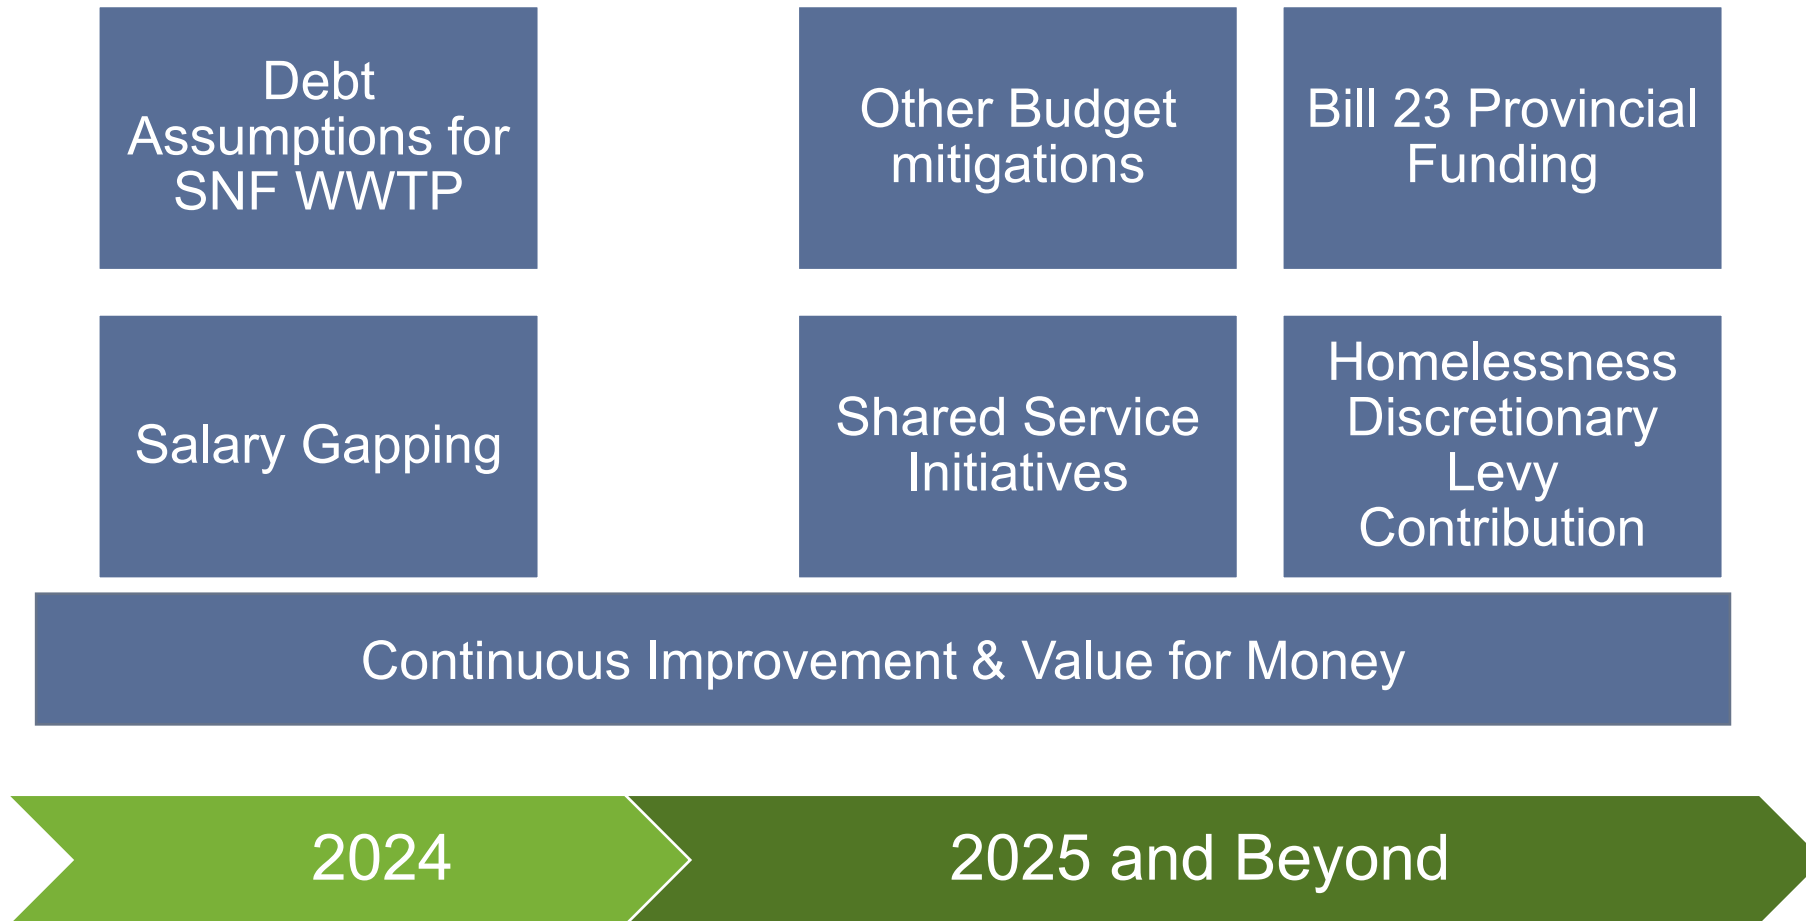 Debt
Assumptions for
SNF WWTP
Other Budget
mitigations
Bill 23 Provincial
Funding
Salary Gapping
Shared Service
Initiatives
Homelessness
Discretionary
Levy
Contribution
Continuous Improvement & Value for Money
2024
2025 and Beyond